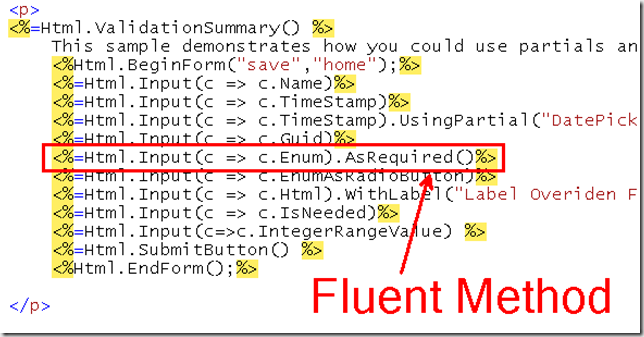 <p>
<%=Html.ValidationSummary() %>
This sample demonstrates how you could use partials an
<%Html.BeginForm("save","home");%>
<%=Html.Input(c => c.Name)%>
<%=Html.Input(c => c.TimeStamp)%>
<%=Html.Input(c => c.TimeStamp).UsingPartial("DatePick
<%=Html.Input(c => c.Guid)%>
<%=Html.Input(c => c.Enum).AsRequired()%>
<%=Html.Input(c => c.EnumAsRadioButton)%>
<%=Html.Input(c => c.Html).WithLabel("Label Overiden F
<%=Html.Input(c => c.IsNeeded)%>
<%=Html.Input(c=>c.IntegerRangeValue) %>
<%=Html.SubmitButton() %>
<%Html.EndForm();%>
</p>
Fluent Method